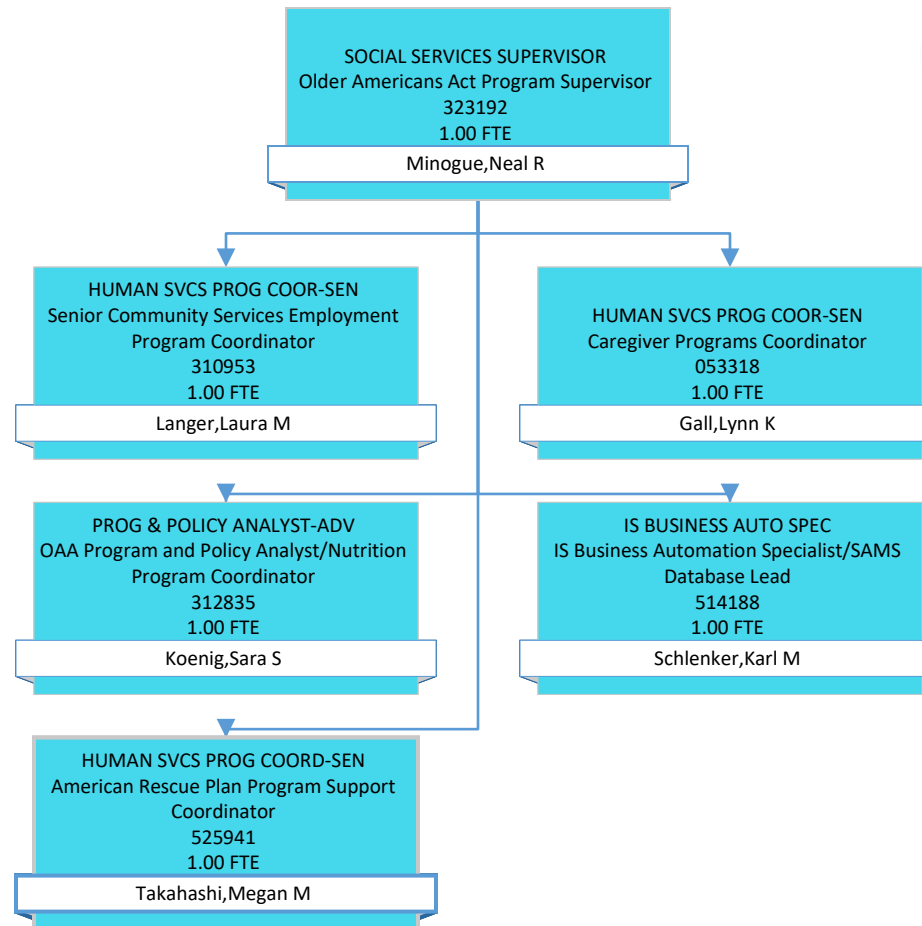 SOCIAL SERVICES SUPERVISOR
Older Americans Act Program Supervisor
323192
1.00 FTE
Minogue,Neal R
HUMAN SVCS PROG COOR-SEN
Senior Community Services Employment
Program Coordinator
310953
1.00 FTE
Langer,Laura M
HUMAN SVCS PROG COOR-SEN
Caregiver Programs Coordinator
053318
1.00 FTE
Gall,Lynn K
PROG & POLICY ANALYST-ADV
OAA Program and Policy Analyst/Nutrition
Program Coordinator
312835
1.00 FTE
Koenig,Sara S
IS BUSINESS AUTO SPEC
IS Business Automation Specialist/SAMS
Database Lead
514188
1.00 FTE
Schlenker,Karl M
HUMAN SVCS PROG COORD-SEN
American Rescue Plan Program Support
Coordinator
525941
1.00 FTE
Takahashi,Megan M